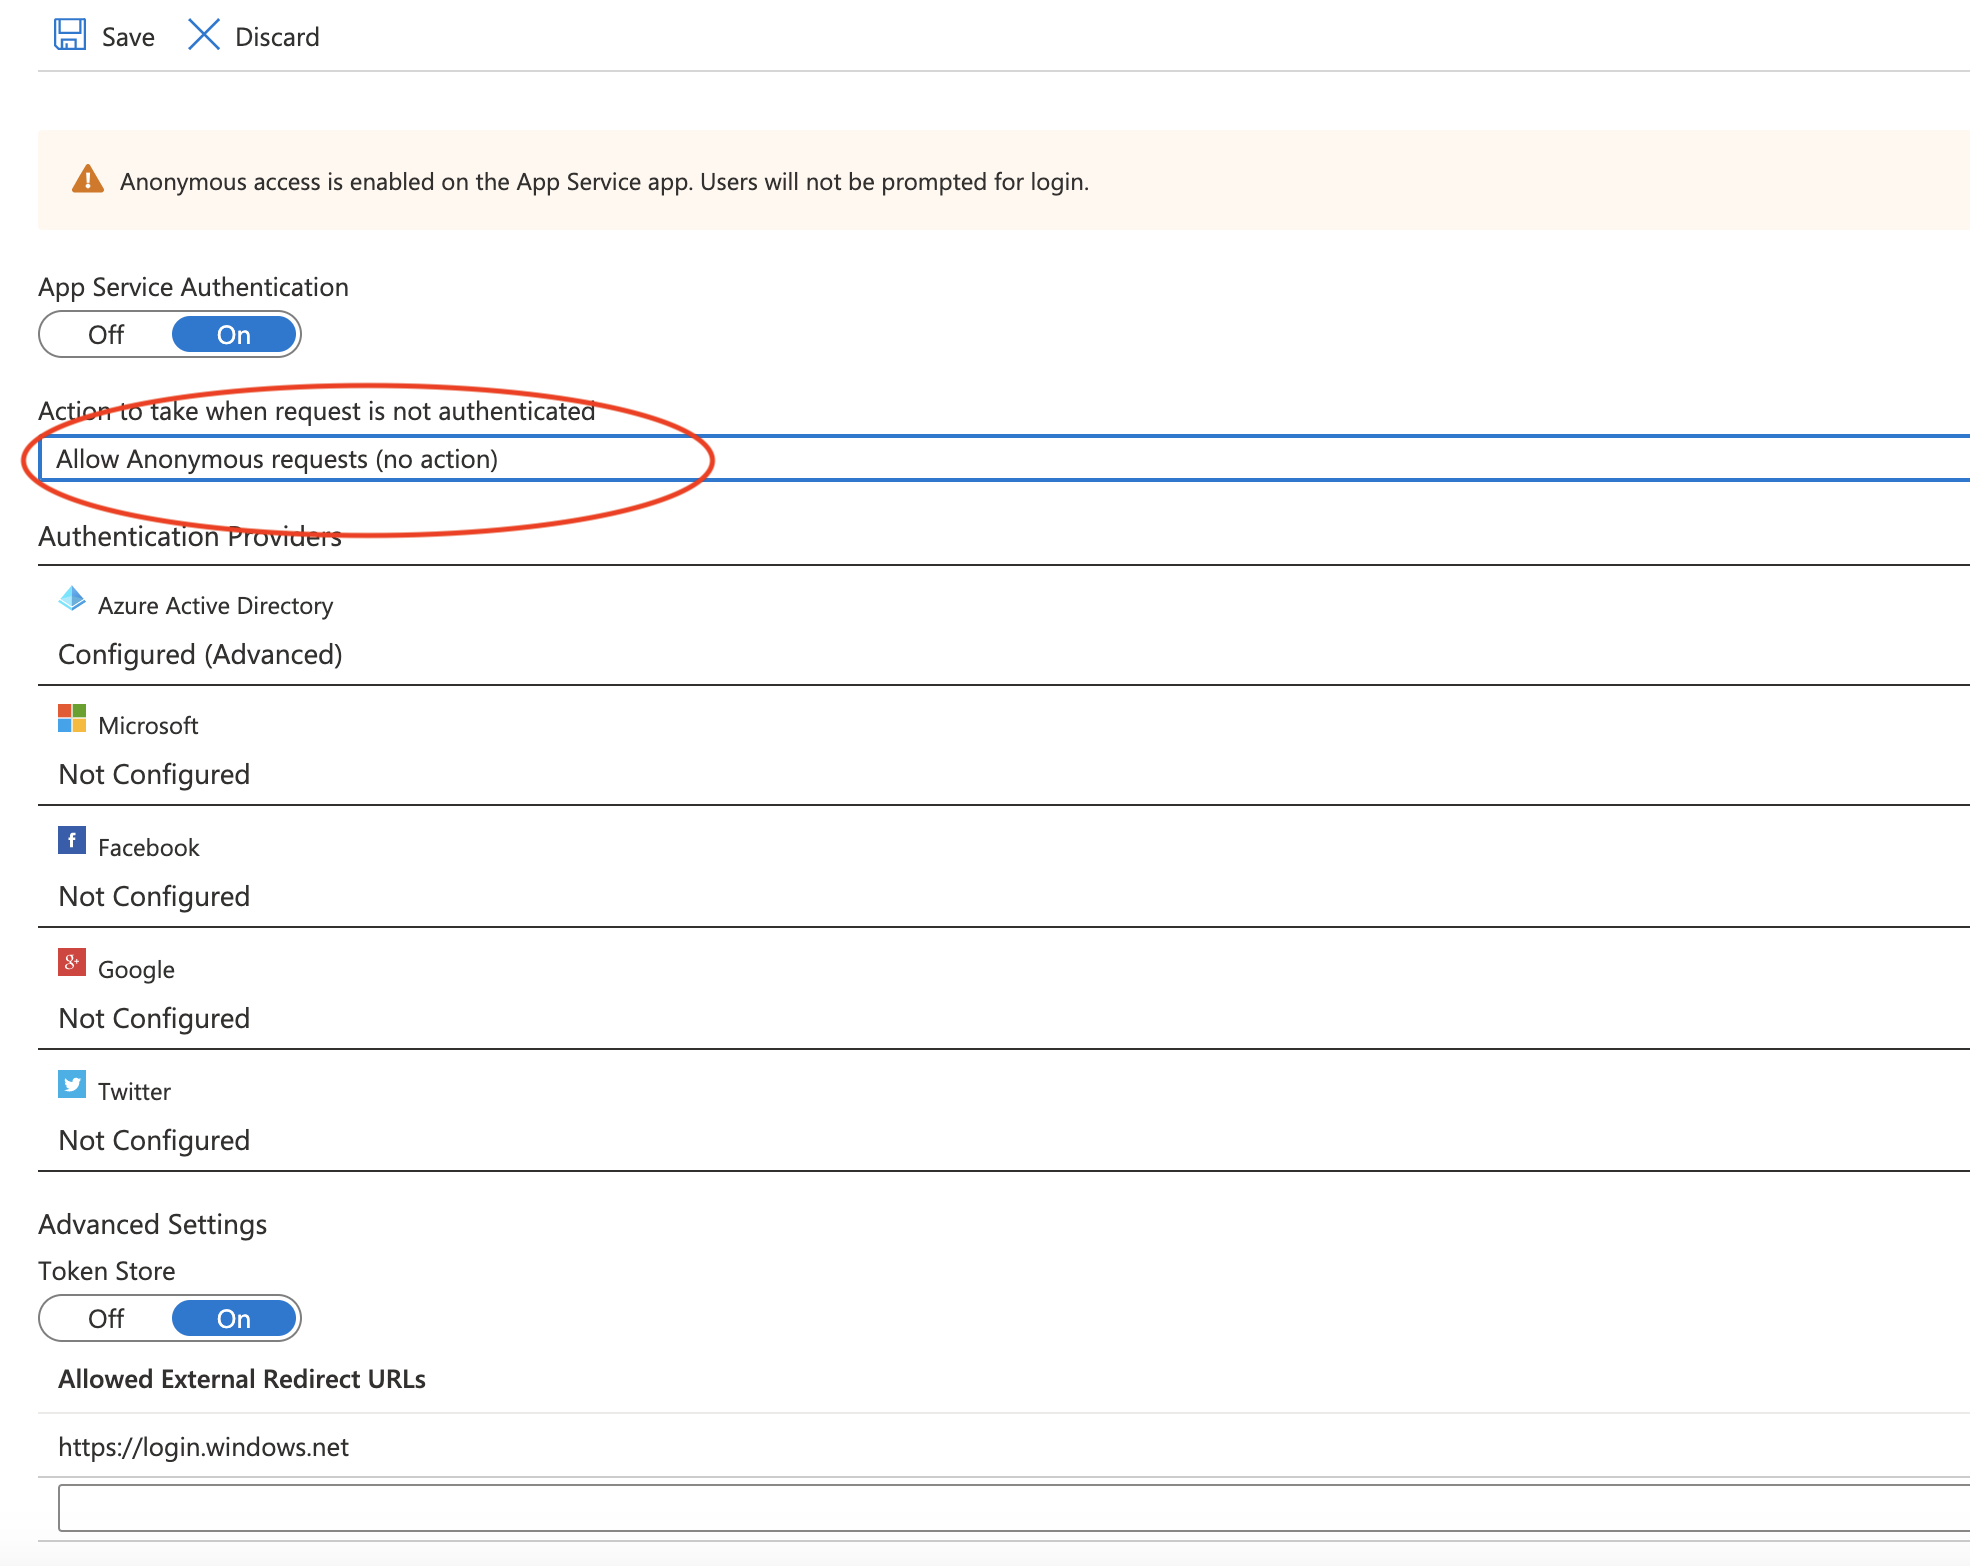 Save Discard
Anonymous access is enabled on the App Service app. Users will not be prompted for login.
App Service Authentication
Off On
Action to take when request is not authenticated
Allow Anonymous requests (no action)
Authentication Providers
Azure Active Directory
Configured (Advanced)
Microsoft
Not Configured
f Facebook
Not Configured
g+ Google
Not Configured
Twitter
Not Configured
Advanced Settings
Token Store
Off On
Allowed External Redirect URLs
https://login.windows.net